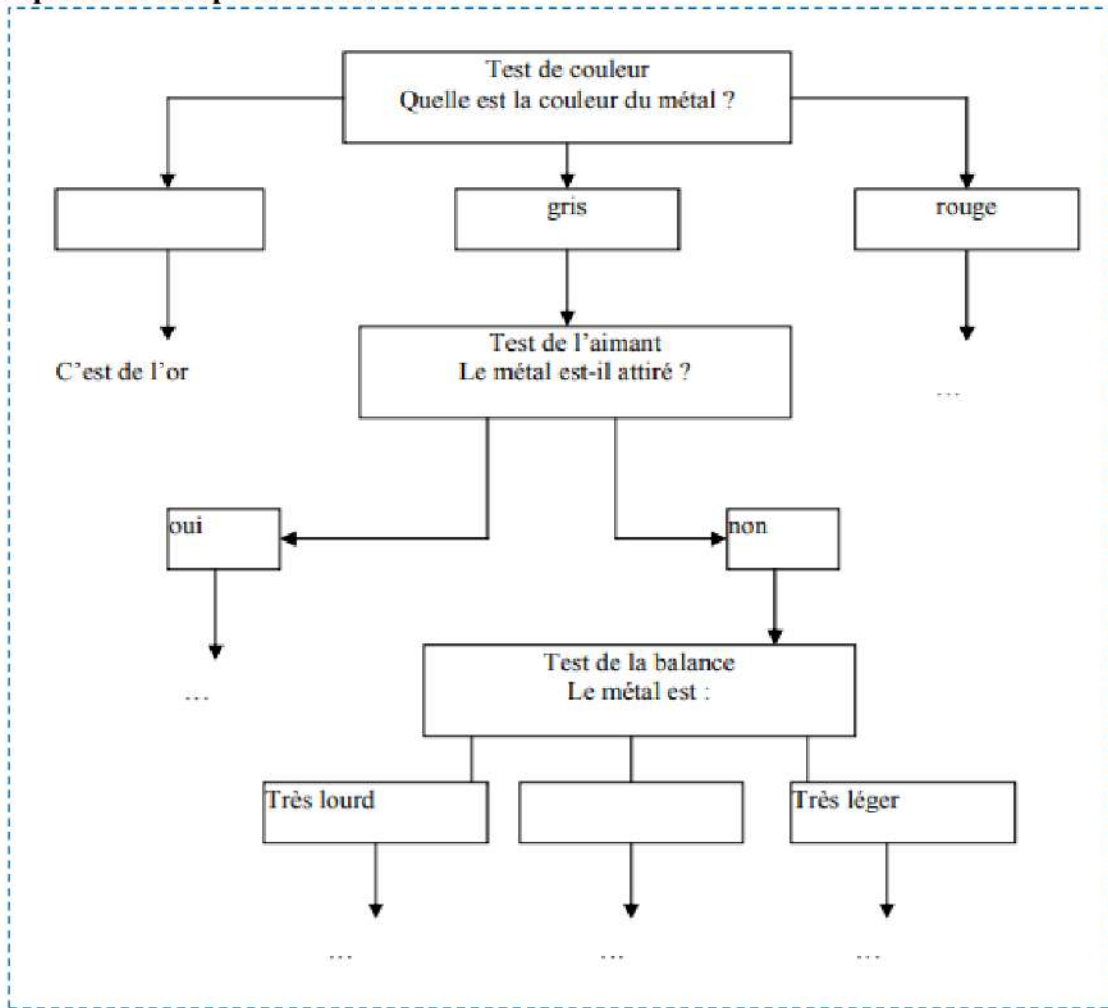 Test de couleur
Quelle est la couleur du métal ?
gris
rouge
Test de l'aimant
Le métal est-il attiré ?
C'est de l'or
...
oui
non
...
Test de la balance
Le métal est :
Très lourd
Très léger
...
...
...